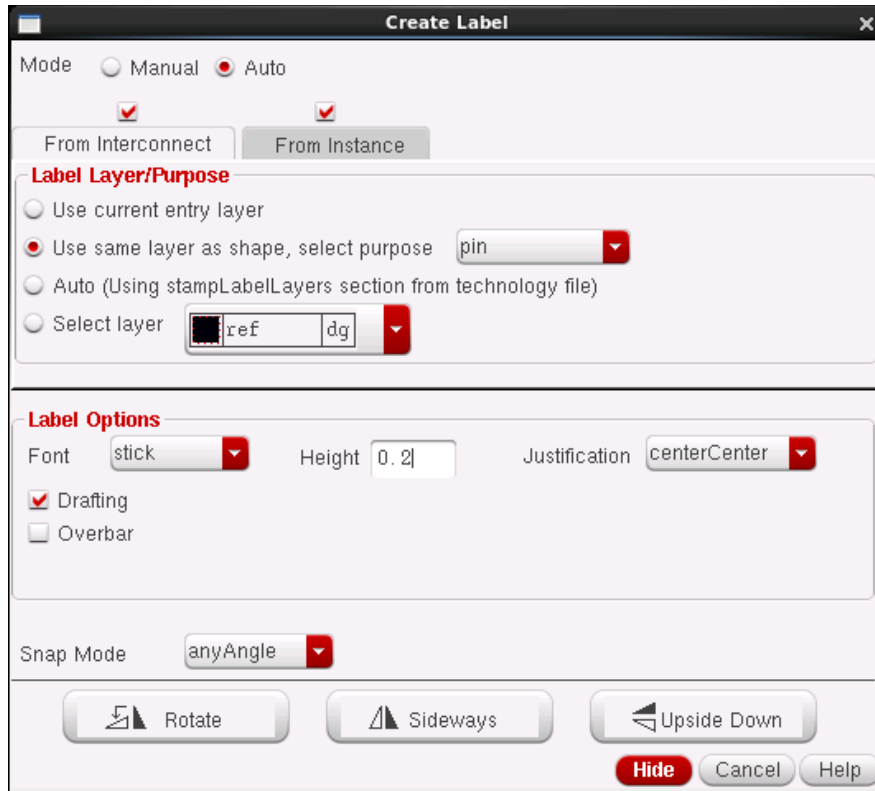 Create Label
Mode Manual Auto
From Interconnect From Instance
Label Layer/Purpose
Use current entry layer
Use same layer as shape, select purpose pin
Auto (Using stampLabelLayers section from technology file)
Select layer ref dg
Label Options
Font stick Height 0.2 Justification centerCenter
Drafting
Overbar
Snap Mode anyAngle
Rotate Sideways Upside Down
Hide Cancel Help